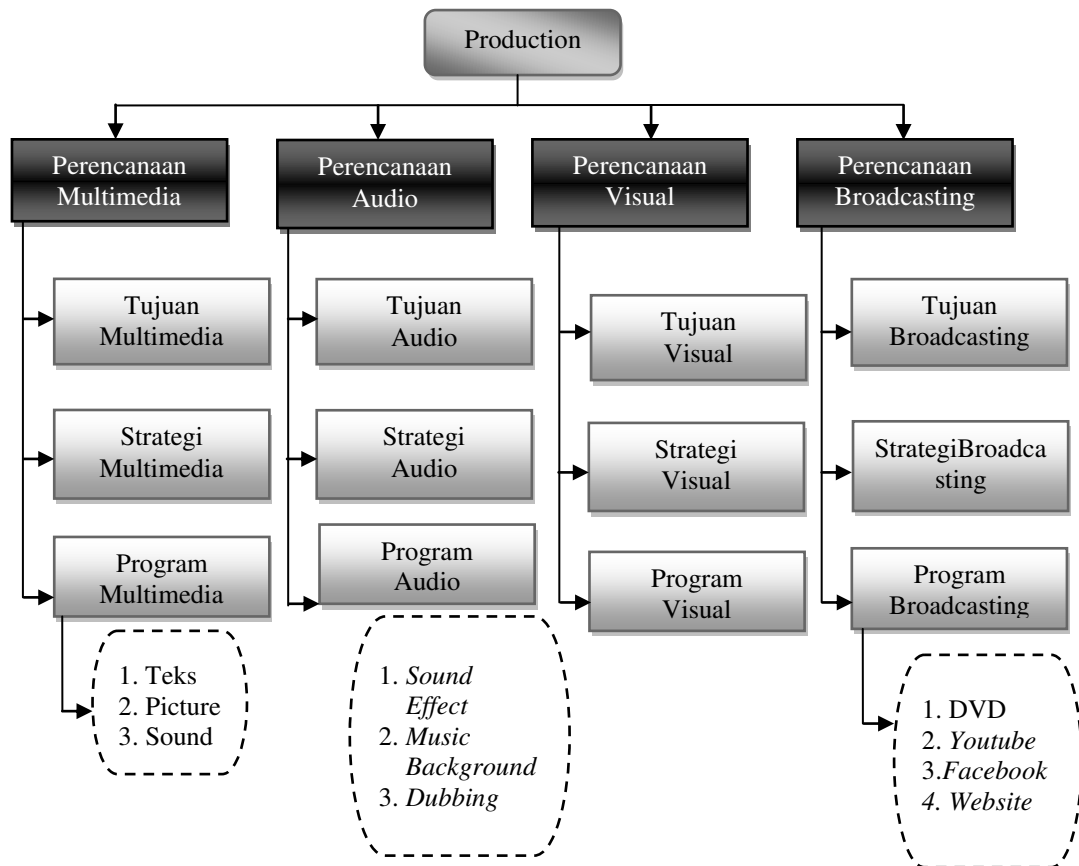 Production
Perencanaan
Multimedia
Perencanaan
Audio
Perencanaan
Visual
Perencanaan
Broadcasting
Tujuan
Multimedia
Tujuan
Audio
Tujuan
Visual
Tujuan
Broadcasting
Strategi
Multimedia
Strategi
Audio
Strategi
Visual
StrategiBroadca
sting
Program
Multimedia
Program
Audio
Program
Visual
Program
Broadcasting
1. Teks
2. Picture
3. Sound
1. Sound
Effect
2. Music
Background
3. Dubbing
1. DVD
2. Youtube
3.Facebook
4. Website